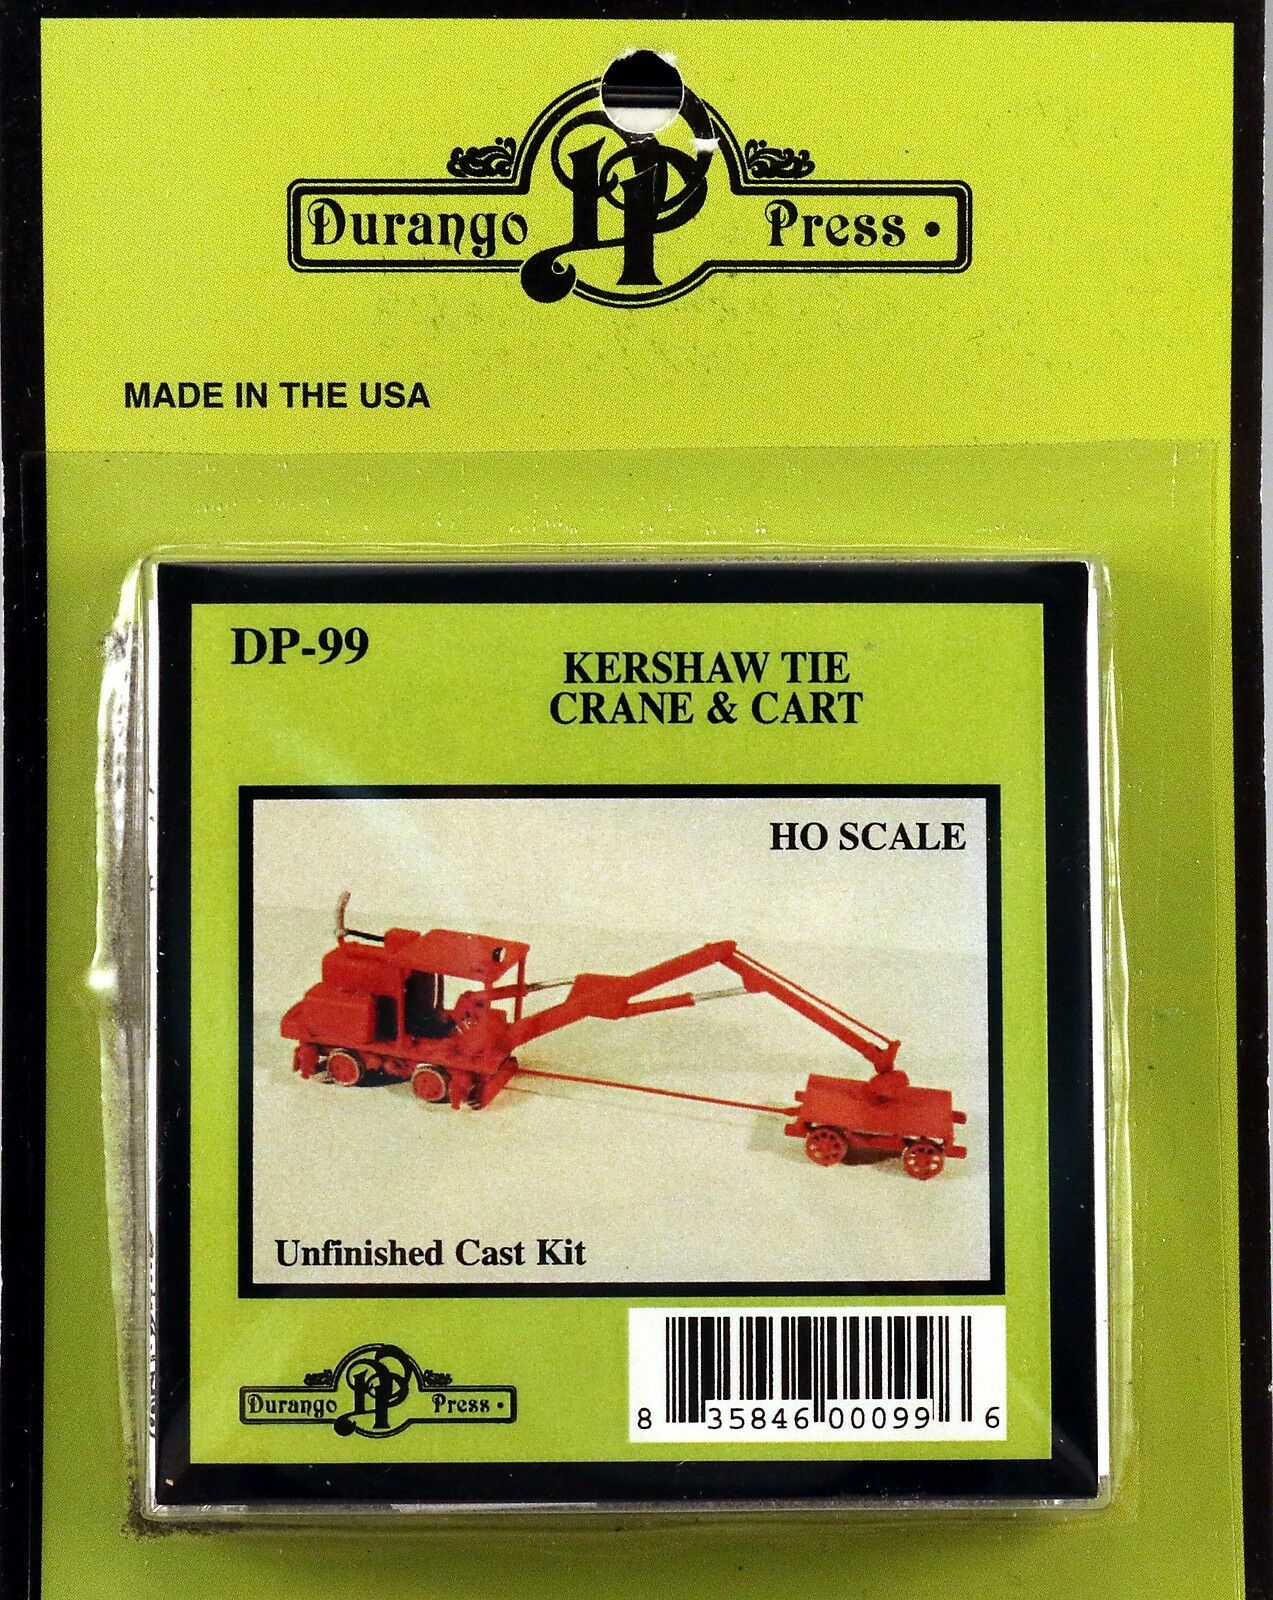 Durango Press •
MADE IN THE USA
DP-99
KERSHAW TIE
CRANE & CART
HO SCALE
Unfinished Cast Kit
Durango Press •
8 35846 00099 6